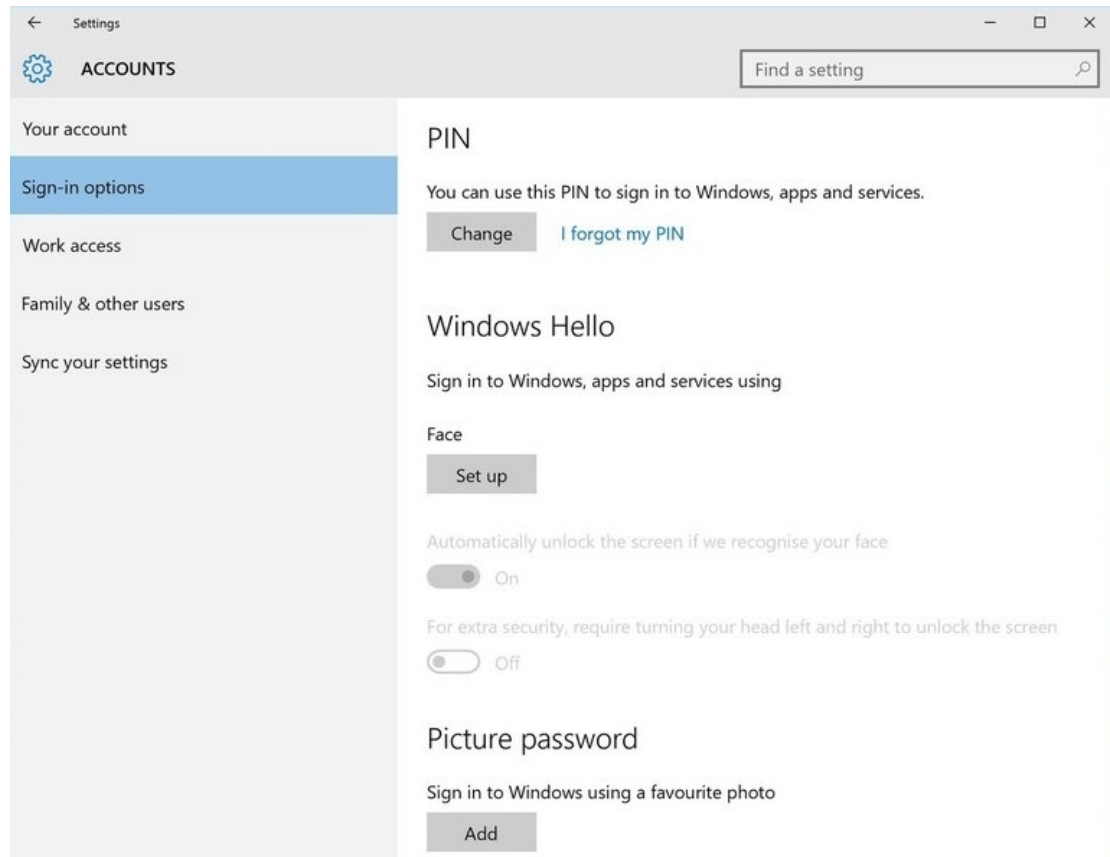 Settings
ACCOUNTS
Find a setting
Your account
Sign-in options
Work access
Family & other users
Sync your settings
PIN
You can use this PIN to sign in to Windows, apps and services.
Change I forgot my PIN
Windows Hello
Sign in to Windows, apps and services using
Face
Set up
Automatically unlock the screen if we recognise your face
On
For extra security, require turning your head left and right to unlock the screen
Off
Picture password
Sign in to Windows using a favourite photo
Add